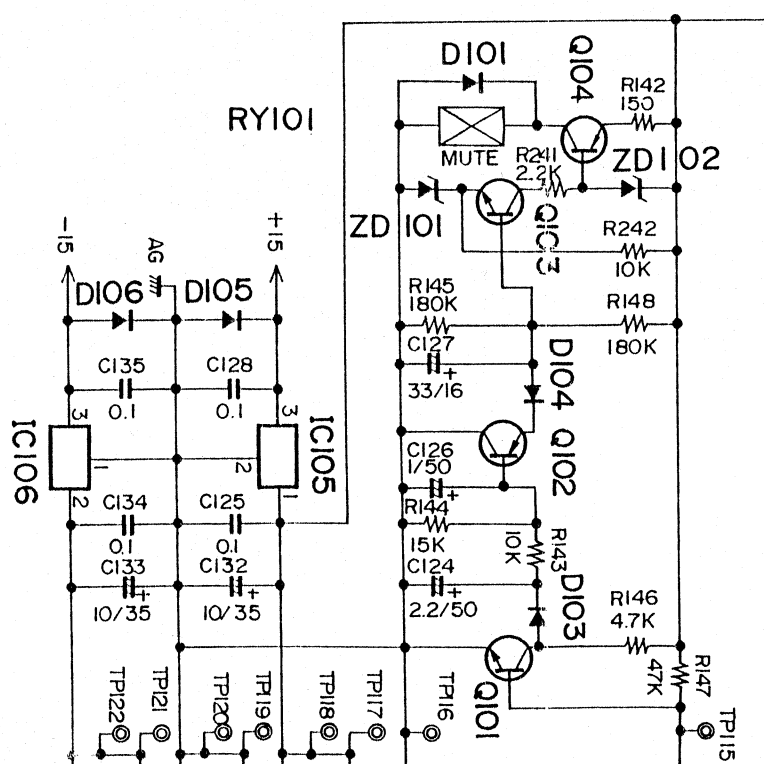 D101
Q104
R142
150
RY101
MUTE
R241
2.2K
ZD102
ZD101
Q103
R242
10K
-15
AG
+15
D106
D105
R145
180K
R148
180K
C135
0.1
C128
0.1
C127
+
33/16
D104
3
3
IC106
1
2
IC105
2
1
C126
1/50
+
Q102
C134
0.1
C125
0.1
R144
15K
10K
R143
C133
+
10/35
C132
+
10/35
C124
+
2.2/50
D103
R146
4.7K
Q101
47K
R147
TP122
TP121
TP120
TP119
TP118
TP117
TP116
TP115